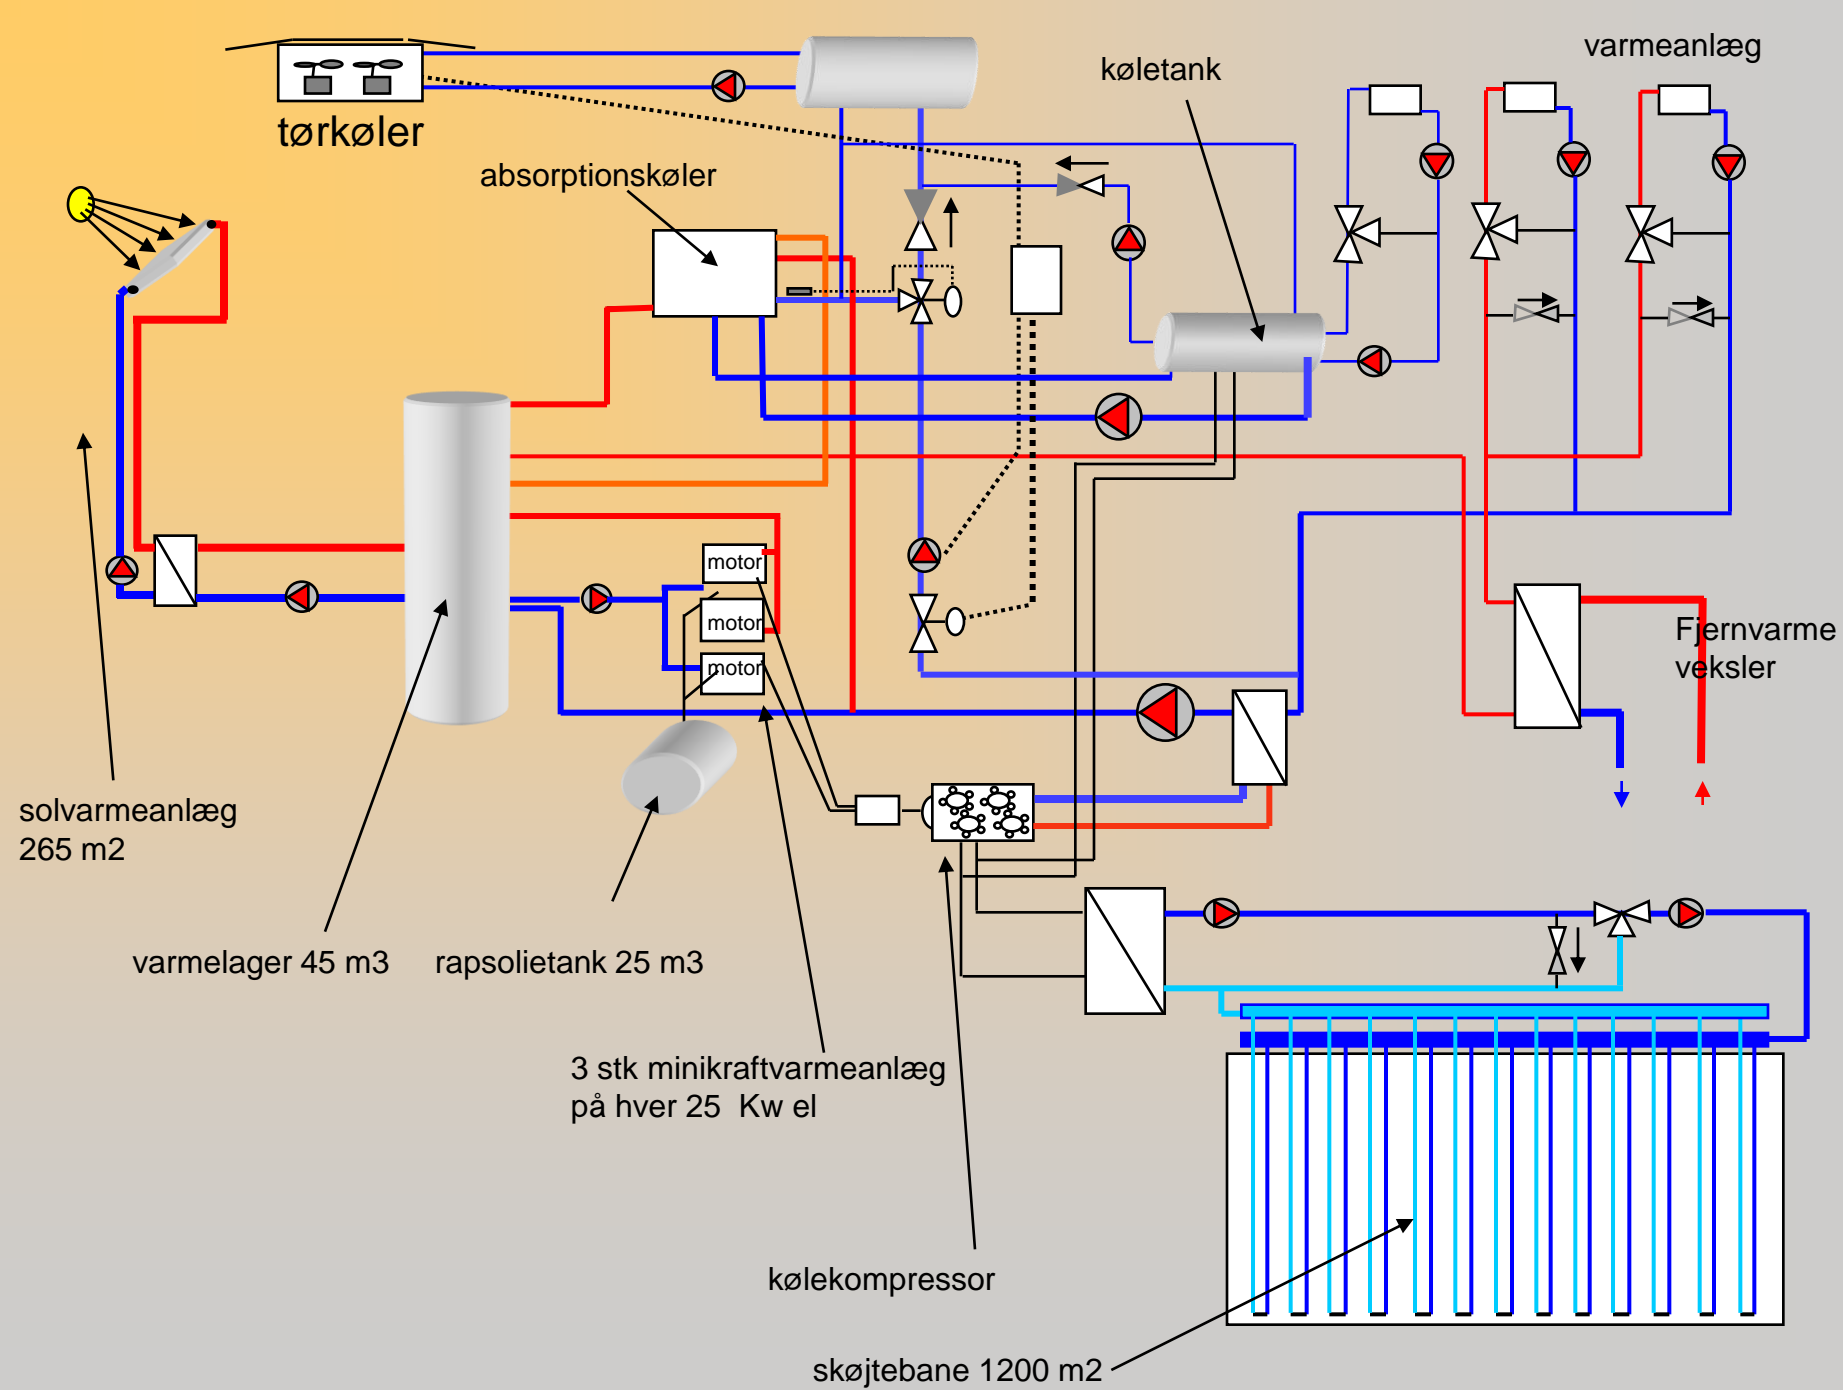 varmeanlæg
køletank
tørkøler
absorptionskøler
motor
motor
motor
Fjernvarme
veksler
solvarmeanlæg
265 m2
varmelager 45 m3
rapsolietank 25 m3
3 stk minikraftvarmeanlæg
på hver 25  Kw el
kølekompressor
skøjtebane 1200 m2